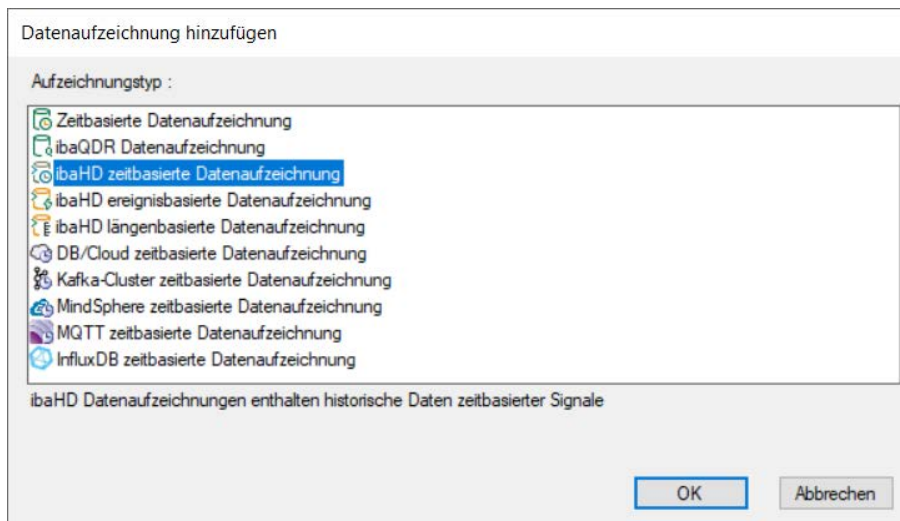 Datenaufzeichnung hinzufügen
Aufzeichnungstyp :
Zeitbasierte Datenaufzeichnung
ibaQDR Datenaufzeichnung
ibaHD zeitbasierte Datenaufzeichnung
ibaHD ereignisbasierte Datenaufzeichnung
ibaHD längenbasierte Datenaufzeichnung
DB/Cloud zeitbasierte Datenaufzeichnung
Kafka-Cluster zeitbasierte Datenaufzeichnung
MindSphere zeitbasierte Datenaufzeichnung
MQTT zeitbasierte Datenaufzeichnung
InfluxDB zeitbasierte Datenaufzeichnung
ibaHD Datenaufzeichnungen enthalten historische Daten zeitbasierter Signale
OK Abbrechen